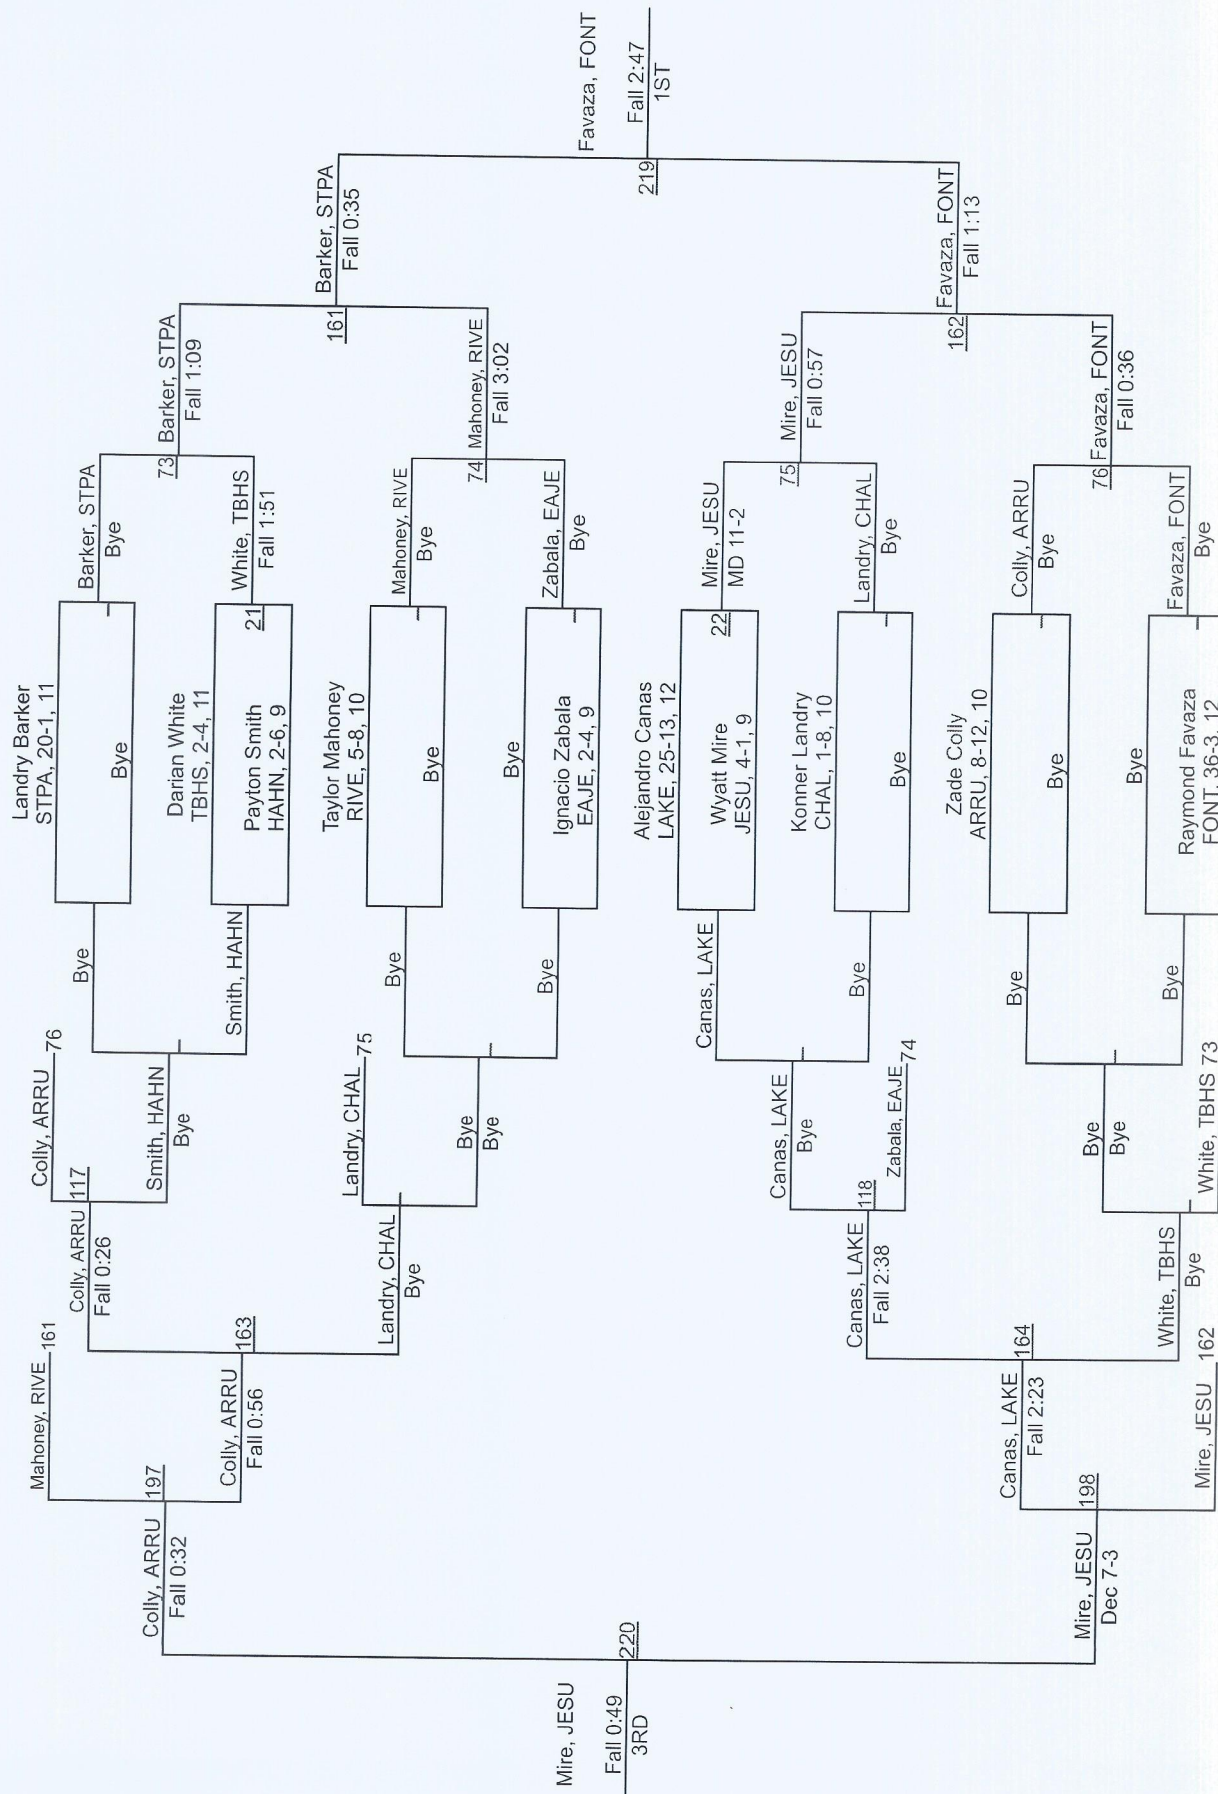 Landry Barker
STPA, 20-1, 11
Bye
Darian White
TBHS, 2-4, 11
Payton Smith
HAHN, 2-6, 9
21
Taylor Mahoney
RIVE, 5-8, 10
Bye
Bye
Ignacio Zabala
EAJE, 2-4, 9
Alejandro Canas
LAKE, 25-13, 12
Wyatt Mire
JESU, 4-1, 9
22
Konner Landry
CHAL, 1-8, 10
Bye
Zade Colly
ARRU, 8-12, 10
Bye
Bye
Raymond Favaza
FONT, 36-3, 12
Barker, STPA
Bye
White, TBHS
Fall 1:51
Mahoney, RIVE
Bye
Zabala, EAJE
Bye
Mire, JESU
MD 11-2
Landry, CHAL
Bye
Colly, ARRU
Bye
Favaza, FONT
Bye
73
Barker, STPA
Fall 1:09
74
Mahoney, RIVE
Fall 3:02
75
Mire, JESU
Fall 0:57
76
Favaza, FONT
Fall 0:36
161
Barker, STPA
Fall 0:35
162
Favaza, FONT
Fall 1:13
219
Favaza, FONT
Fall 2:47
1ST
Bye
Smith, HAHN
Bye
Bye
Canas, LAKE
Bye
Bye
Bye
Colly, ARRU 76
Smith, HAHN
Bye
Landry, CHAL 75
Bye
Bye
Canas, LAKE
Bye
Zabala, EAJE 74
Bye
Bye
White, TBHS 73
117
Colly, ARRU
Fall 0:26
Landry, CHAL
Bye
118
Canas, LAKE
Fall 2:38
White, TBHS
Bye
Mahoney, RIVE 161
163
Colly, ARRU
Fall 0:56
164
Canas, LAKE
Fall 2:23
Mire, JESU 162
197
Colly, ARRU
Fall 0:32
198
Mire, JESU
Dec 7-3
220
Mire, JESU
Fall 0:49
3RD